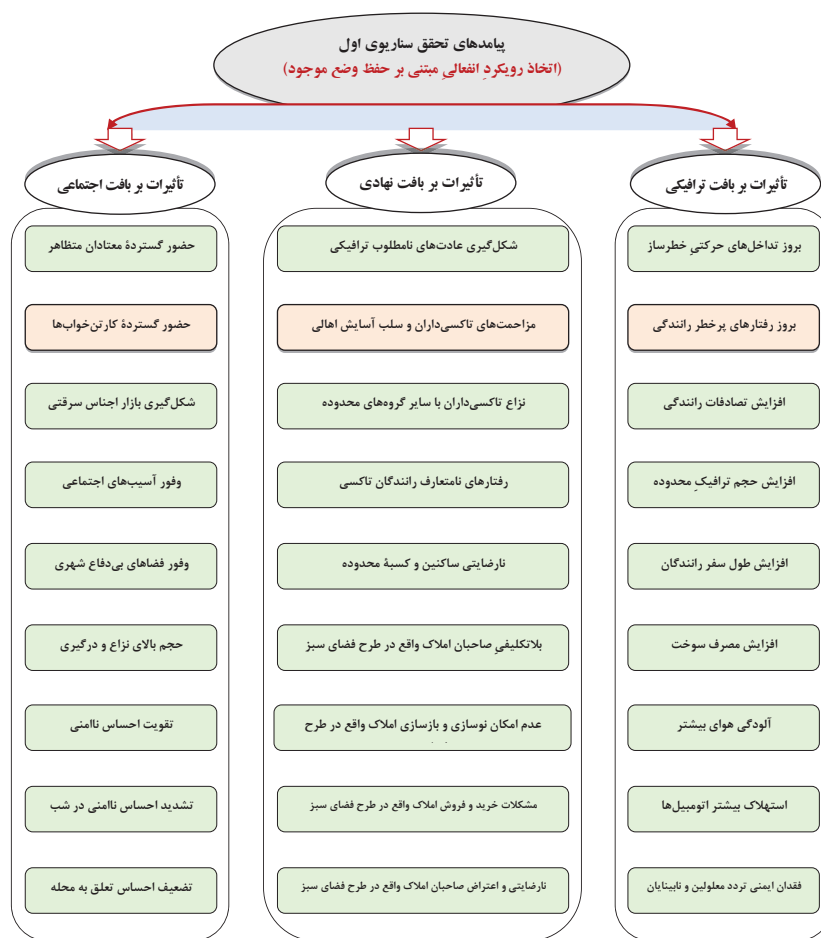 پیامدهای تحقق سناریوی اول
(اتخاذ رویکردِ انفعالیِ مبتنی بر حفظ وضع موجود)
تأثیرات بر بافت ترافیکی
بروز تداخل‌های حرکتیِ خطرساز
بروز رفتارهای پرخطر رانندگی
افزایش تصادفات رانندگی
افزایش حجم ترافیکِ محدوده
افزایش طول سفر رانندگان
افزایش مصرف سوخت
آلودگی هوای بیشتر
استهلاک بیشتر اتومبیل‌ها
فقدان ایمنی تردد معلولین و نابینایان
تأثیرات بر بافت نهادی
شکل‌گیری عادت‌های نامطلوب ترافیکی
مزاحمت‌های تاکسی‌داران و سلب آسایش اهالی
نزاع تاکسی‌داران با سایر گروه‌های محدوده
رفتارهای نامتعارف رانندگان تاکسی
نارضایتی ساکنین و کسبهٔ محدوده
بلاتکلیفیِ صاحبان املاک واقع در طرح فضای سبز
عدم امکان نوسازی و بازسازی املاک واقع در طرح
مشکلات خرید و فروش املاک واقع در طرح فضای سبز
نارضایتی و اعتراض صاحبان املاک واقع در طرح فضای سبز
تأثیرات بر بافت اجتماعی
حضور گستردهٔ معتادان متظاهر
حضور گستردهٔ کارتن‌خواب‌ها
شکل‌گیری بازار اجناس سرقتی
وفور آسیب‌های اجتماعی
وفور فضاهای بی‌دفاع شهری
حجم بالای نزاع و درگیری
تقویت احساس ناامنی
تشدید احساس ناامنی در شب
تضعیف احساس تعلق به محله